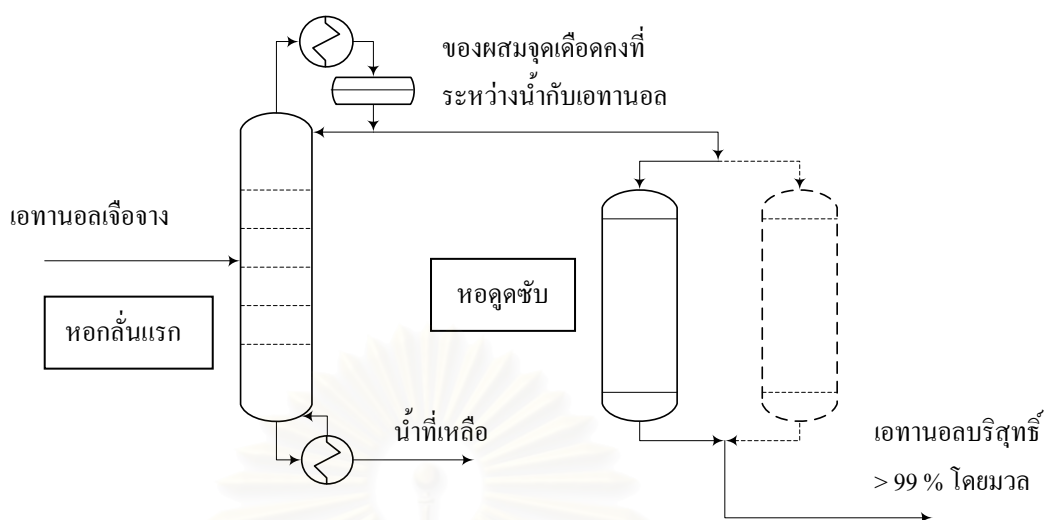 ของผสมจุดเดือดคงที่
ระหว่างน้ำกับเอทานอล
เอทานอลเจือจาง
หอกลั่นแรก
หอดูดซับ
น้ำที่เหลือ
เอทานอลบริสุทธิ์
> 99 % โดยมวล